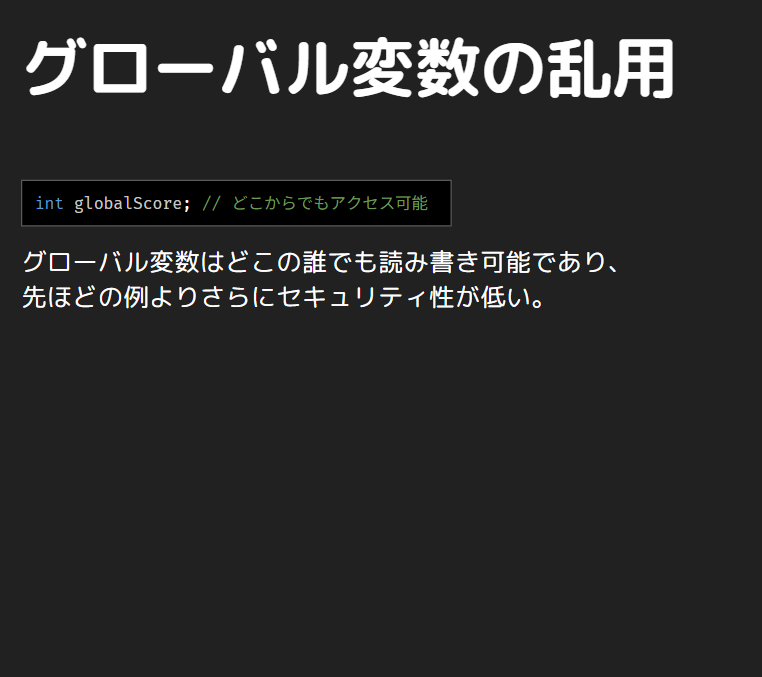 グローバル変数の乱用
int globalScore; // どこからでもアクセス可能
グローバル変数はどこの誰でも読み書き可能であり、
先ほどの例よりさらにセキュリティ性が低い。